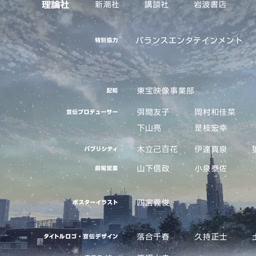 理論社 新潮社 講談社 岩波書店
特別協力 バランスエンタテインメント
配給 東宝映像事業部
宣伝プロデューサー 弭間友子 岡村和佳菜
下山亮 是枝宏幸
パブリシティ 木立己百花 伊達真泉
劇場営業 山下信政 小泉泰佐
ポスターイラスト 四宮義俊
タイトルロゴ・宣伝デザイン 落合千春 久持正士